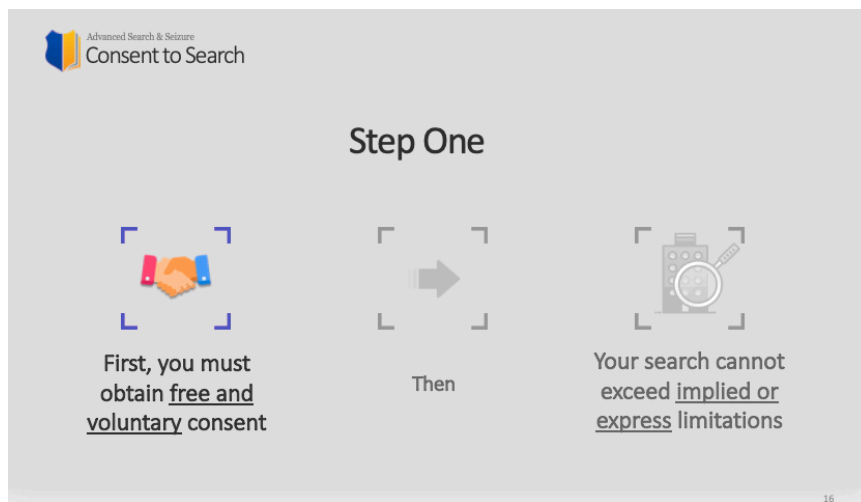 Advanced Search & Seizure
Consent to Search
Step One
First, you must
obtain free and
voluntary consent
Then
Your search cannot
exceed implied or
express limitations
16